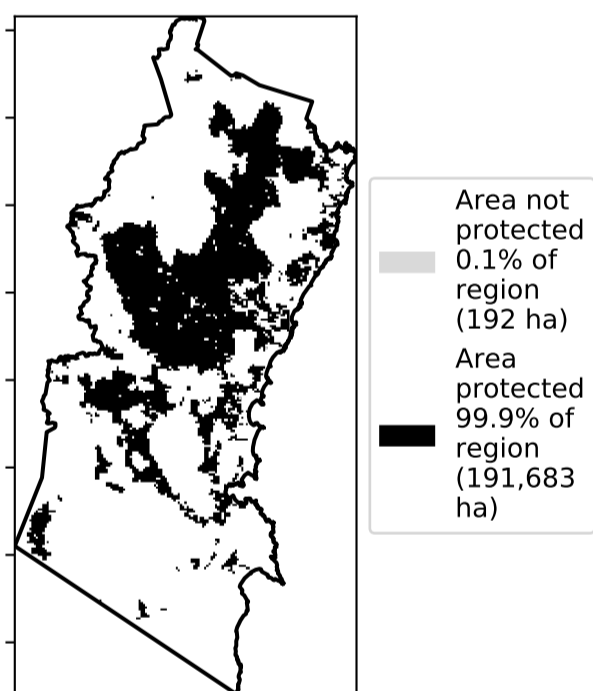 Area not
protected
0.1% of
region
(192 ha)
Area
protected
99.9% of
region
(191,683
ha)